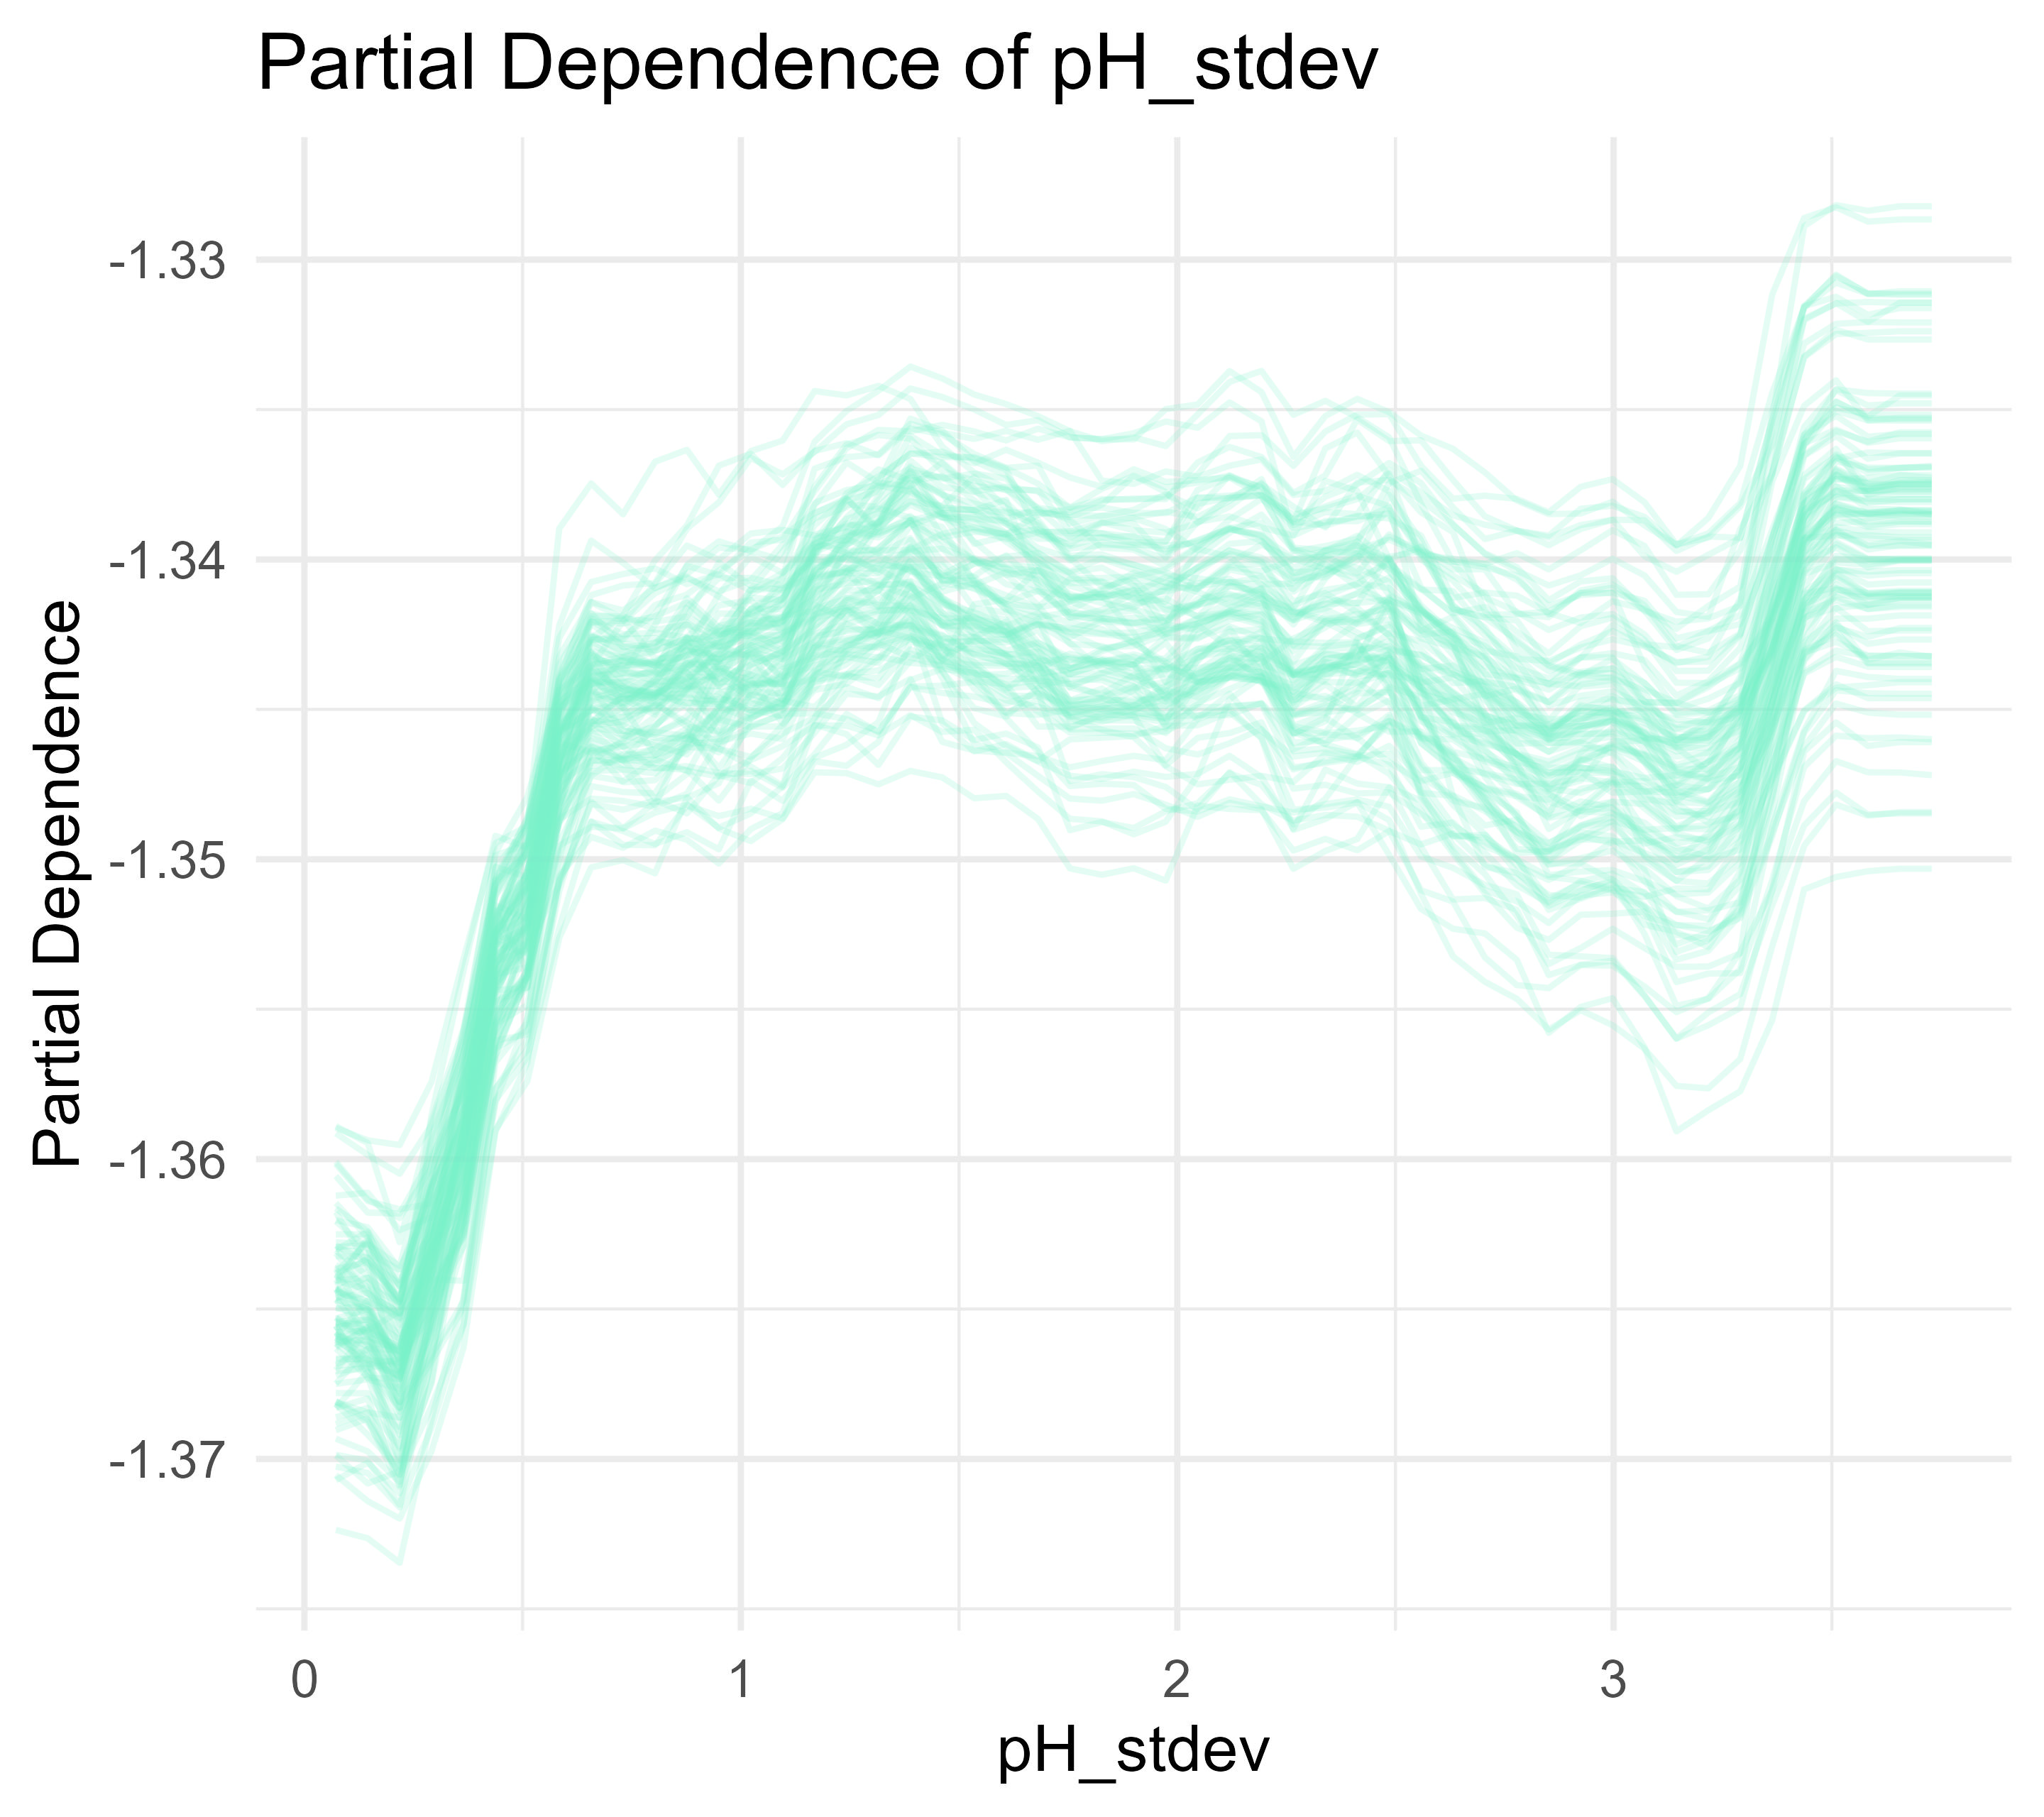 Partial Dependence of pH_stdev
Partial Dependence
-1.33
-1.34
-1.35
-1.36
-1.37
0 1 2 3
pH_stdev